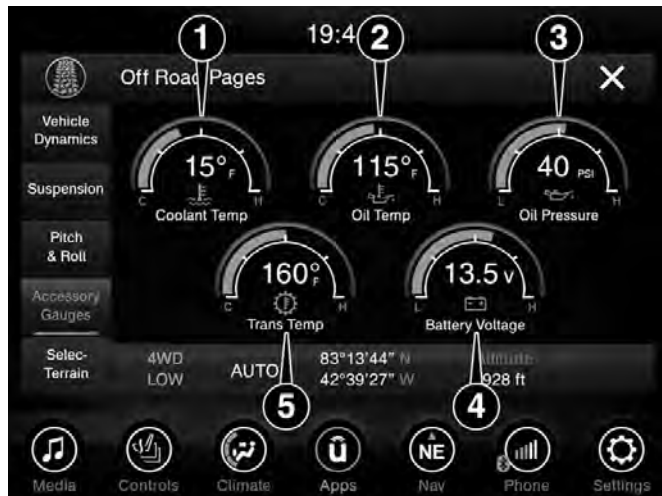 1
2
3
19:4
Off Road Pages
Vehicle
Dynamics
Suspension
Pitch
& Roll
Accessory
Gauges
Selec-
Terrain
15° F
C H
Coolant Temp
115° F
C H
Oil Temp
40 PSI
L H
Oil Pressure
160° F
C H
Trans Temp
13.5 V
L H
Battery Voltage
4WD
LOW
AUTO
83°13'44" N
42°39'27" W
Altitude
928 ft
5
4
NE
Media
Controls
Climate
Apps
Nav
Phone
Settings